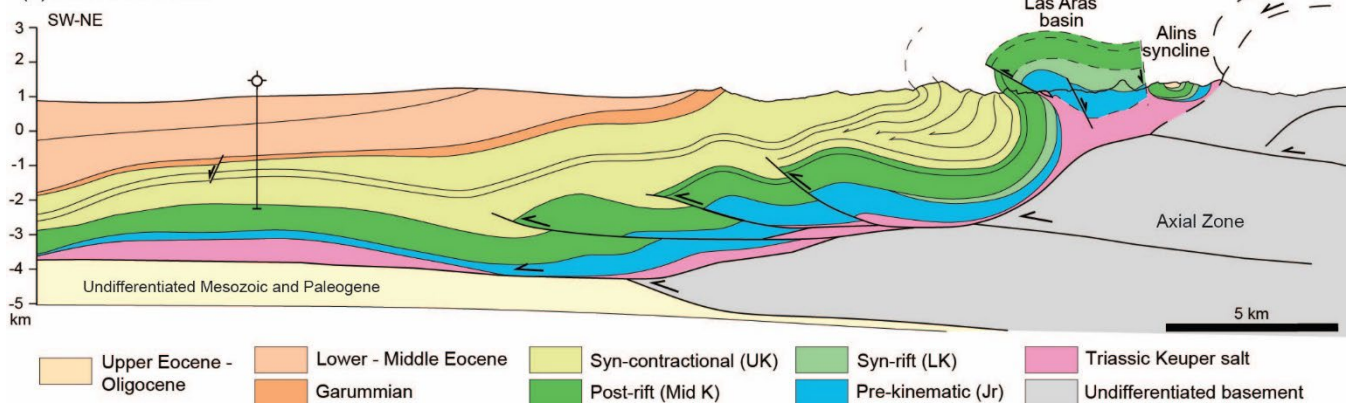 SW-NE
Las Aras
basin
Alins
syncline
3
2
1
0
-1
-2
-3
-4
-5
km
Axial Zone
Undifferentiated Mesozoic and Paleogene
5 km
Upper Eocene -
Oligocene
Lower - Middle Eocene
Garummian
Syn-contractional (UK)
Post-rift (Mid K)
Syn-rift (LK)
Pre-kinematic (Jr)
Triassic Keuper salt
Undifferentiated basement